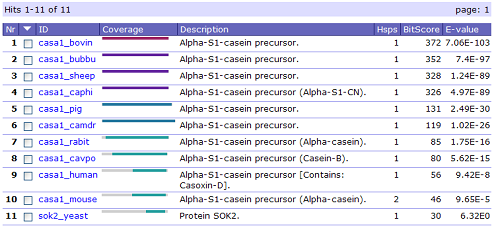 Hits 1-11 of 11 page: 1
Nr ID Coverage Description Hsps BitScore E-value
1 casa1_bovin Alpha-S1-casein precursor. 1 372 7.06E-103
2 casa1_bubbu Alpha-S1-casein precursor. 1 352 7.4E-97
3 casa1_sheep Alpha-S1-casein precursor. 1 328 1.24E-89
4 casa1_caphi Alpha-S1-casein precursor (Alpha-S1-CN). 1 326 4.97E-89
5 casa1_pig Alpha-S1-casein precursor. 1 131 2.49E-30
6 casa1_camdr Alpha-S1-casein precursor. 1 119 1.02E-26
7 casa1_rabit Alpha-S1-casein precursor (Alpha-casein). 1 85 1.75E-16
8 casa1_cavpo Alpha-S1-casein precursor (Casein-B). 1 80 5.62E-15
9 casa1_human Alpha-S1-casein precursor [Contains: 1 56 9.42E-8
Casoxin-D].
10 casa1_mouse Alpha-S1-casein precursor (Alpha-casein). 2 46 9.65E-5
11 sok2_yeast Protein SOK2. 1 30 6.32E0